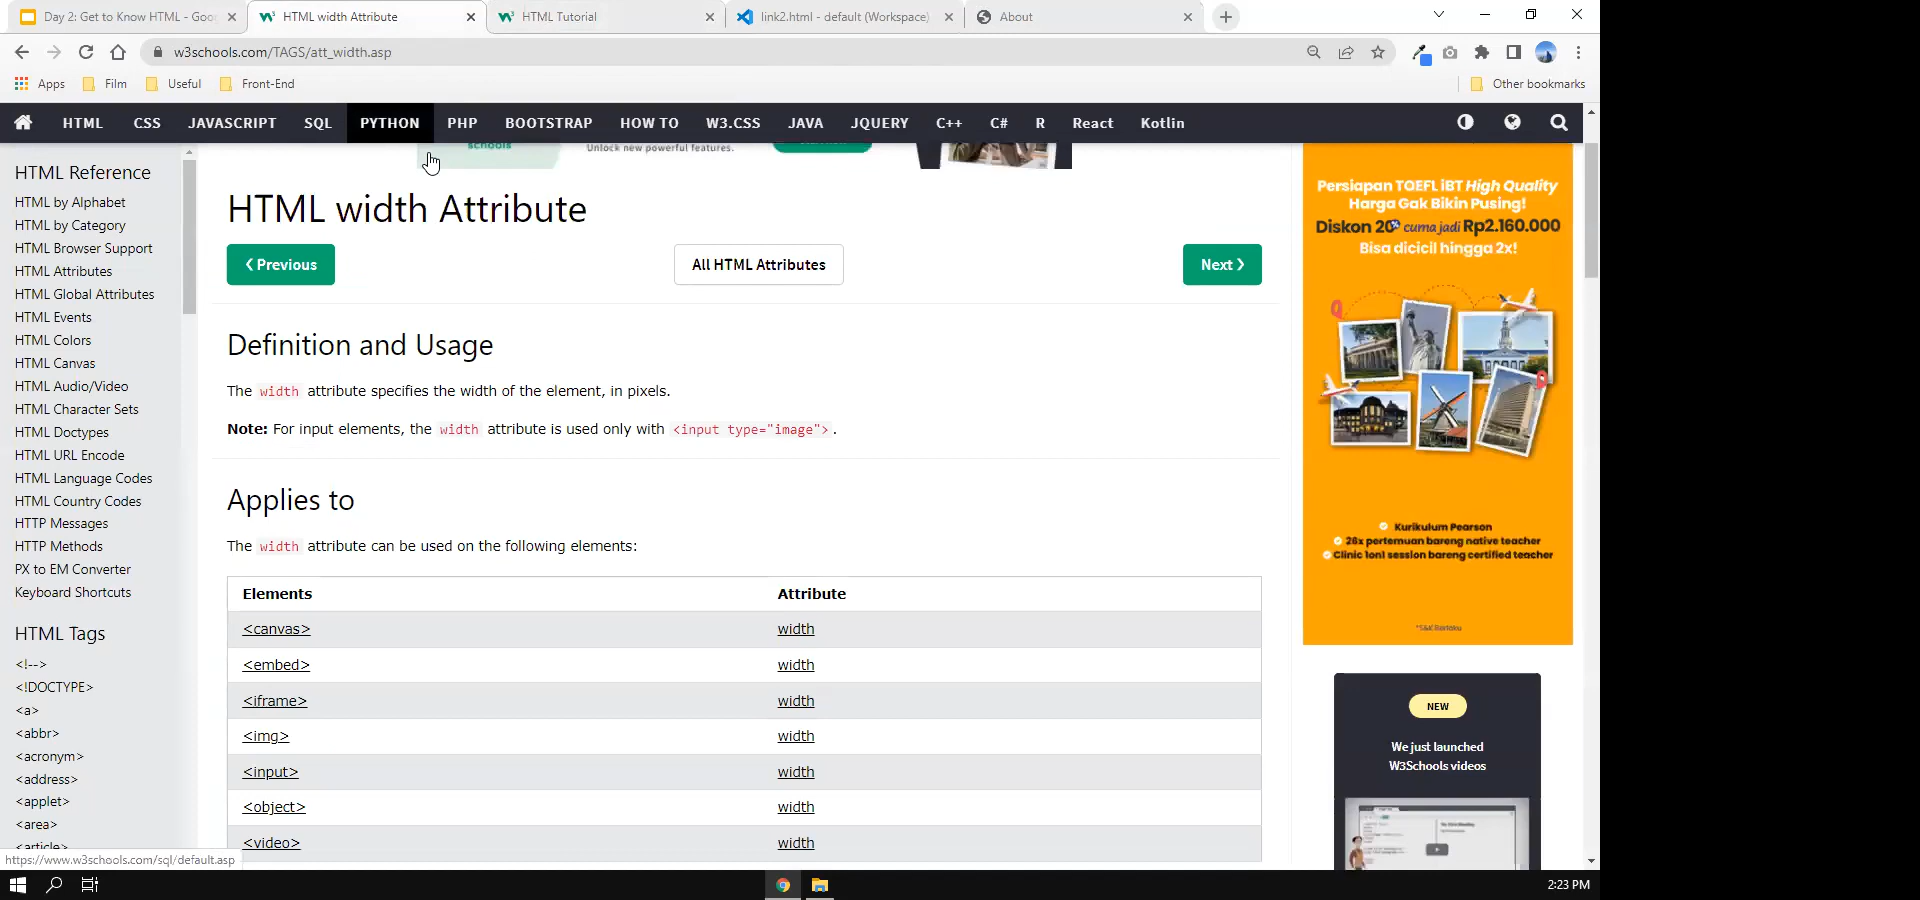 Day 2: Get to Know HTML - Goo
HTML width Attribute
HTML Tutorial
link2.html - default (Workspace)
About
w3schools.com/TAGS/att_width.asp
Apps
Film
Useful
Front-End
Other bookmarks
HTML
CSS
JAVASCRIPT
SQL
PYTHON
PHP
BOOTSTRAP
HOW TO
W3.CSS
JAVA
JQUERY
C++
C#
R
React
Kotlin
HTML Reference
HTML by Alphabet
HTML by Category
HTML Browser Support
HTML Attributes
HTML Global Attributes
HTML Events
HTML Colors
HTML Canvas
HTML Audio/Video
HTML Character Sets
HTML Doctypes
HTML URL Encode
HTML Language Codes
HTML Country Codes
HTTP Messages
HTTP Methods
PX to EM Converter
Keyboard Shortcuts
HTML Tags
<!-->
<!DOCTYPE>
<a>
<abbr>
<acronym>
<address>
<applet>
<area>
<article>
https://www.w3schools.com/sql/default.asp
schools
Unlock new powerful features.
HTML width Attribute
❮ Previous
All HTML Attributes
Next ❯
Definition and Usage
The width attribute specifies the width of the element, in pixels.
Note: For input elements, the width attribute is used only with <input type="image">.
Applies to
The width attribute can be used on the following elements:
Elements Attribute
<canvas> width
<embed> width
<iframe> width
<img> width
<input> width
<object> width
<video> width
Persiapan TOEFL iBT High Quality
Harga Gak Bikin Pusing!
Diskon 20% cuma jadi Rp2.160.000
Bisa dicicil hingga 2x!
Kurikulum Pearson
28x pertemuan bareng native teacher
Clinic 1on1 session bareng certified teacher
*S&K Berlaku
NEW
We just launched
W3Schools videos
2:23 PM